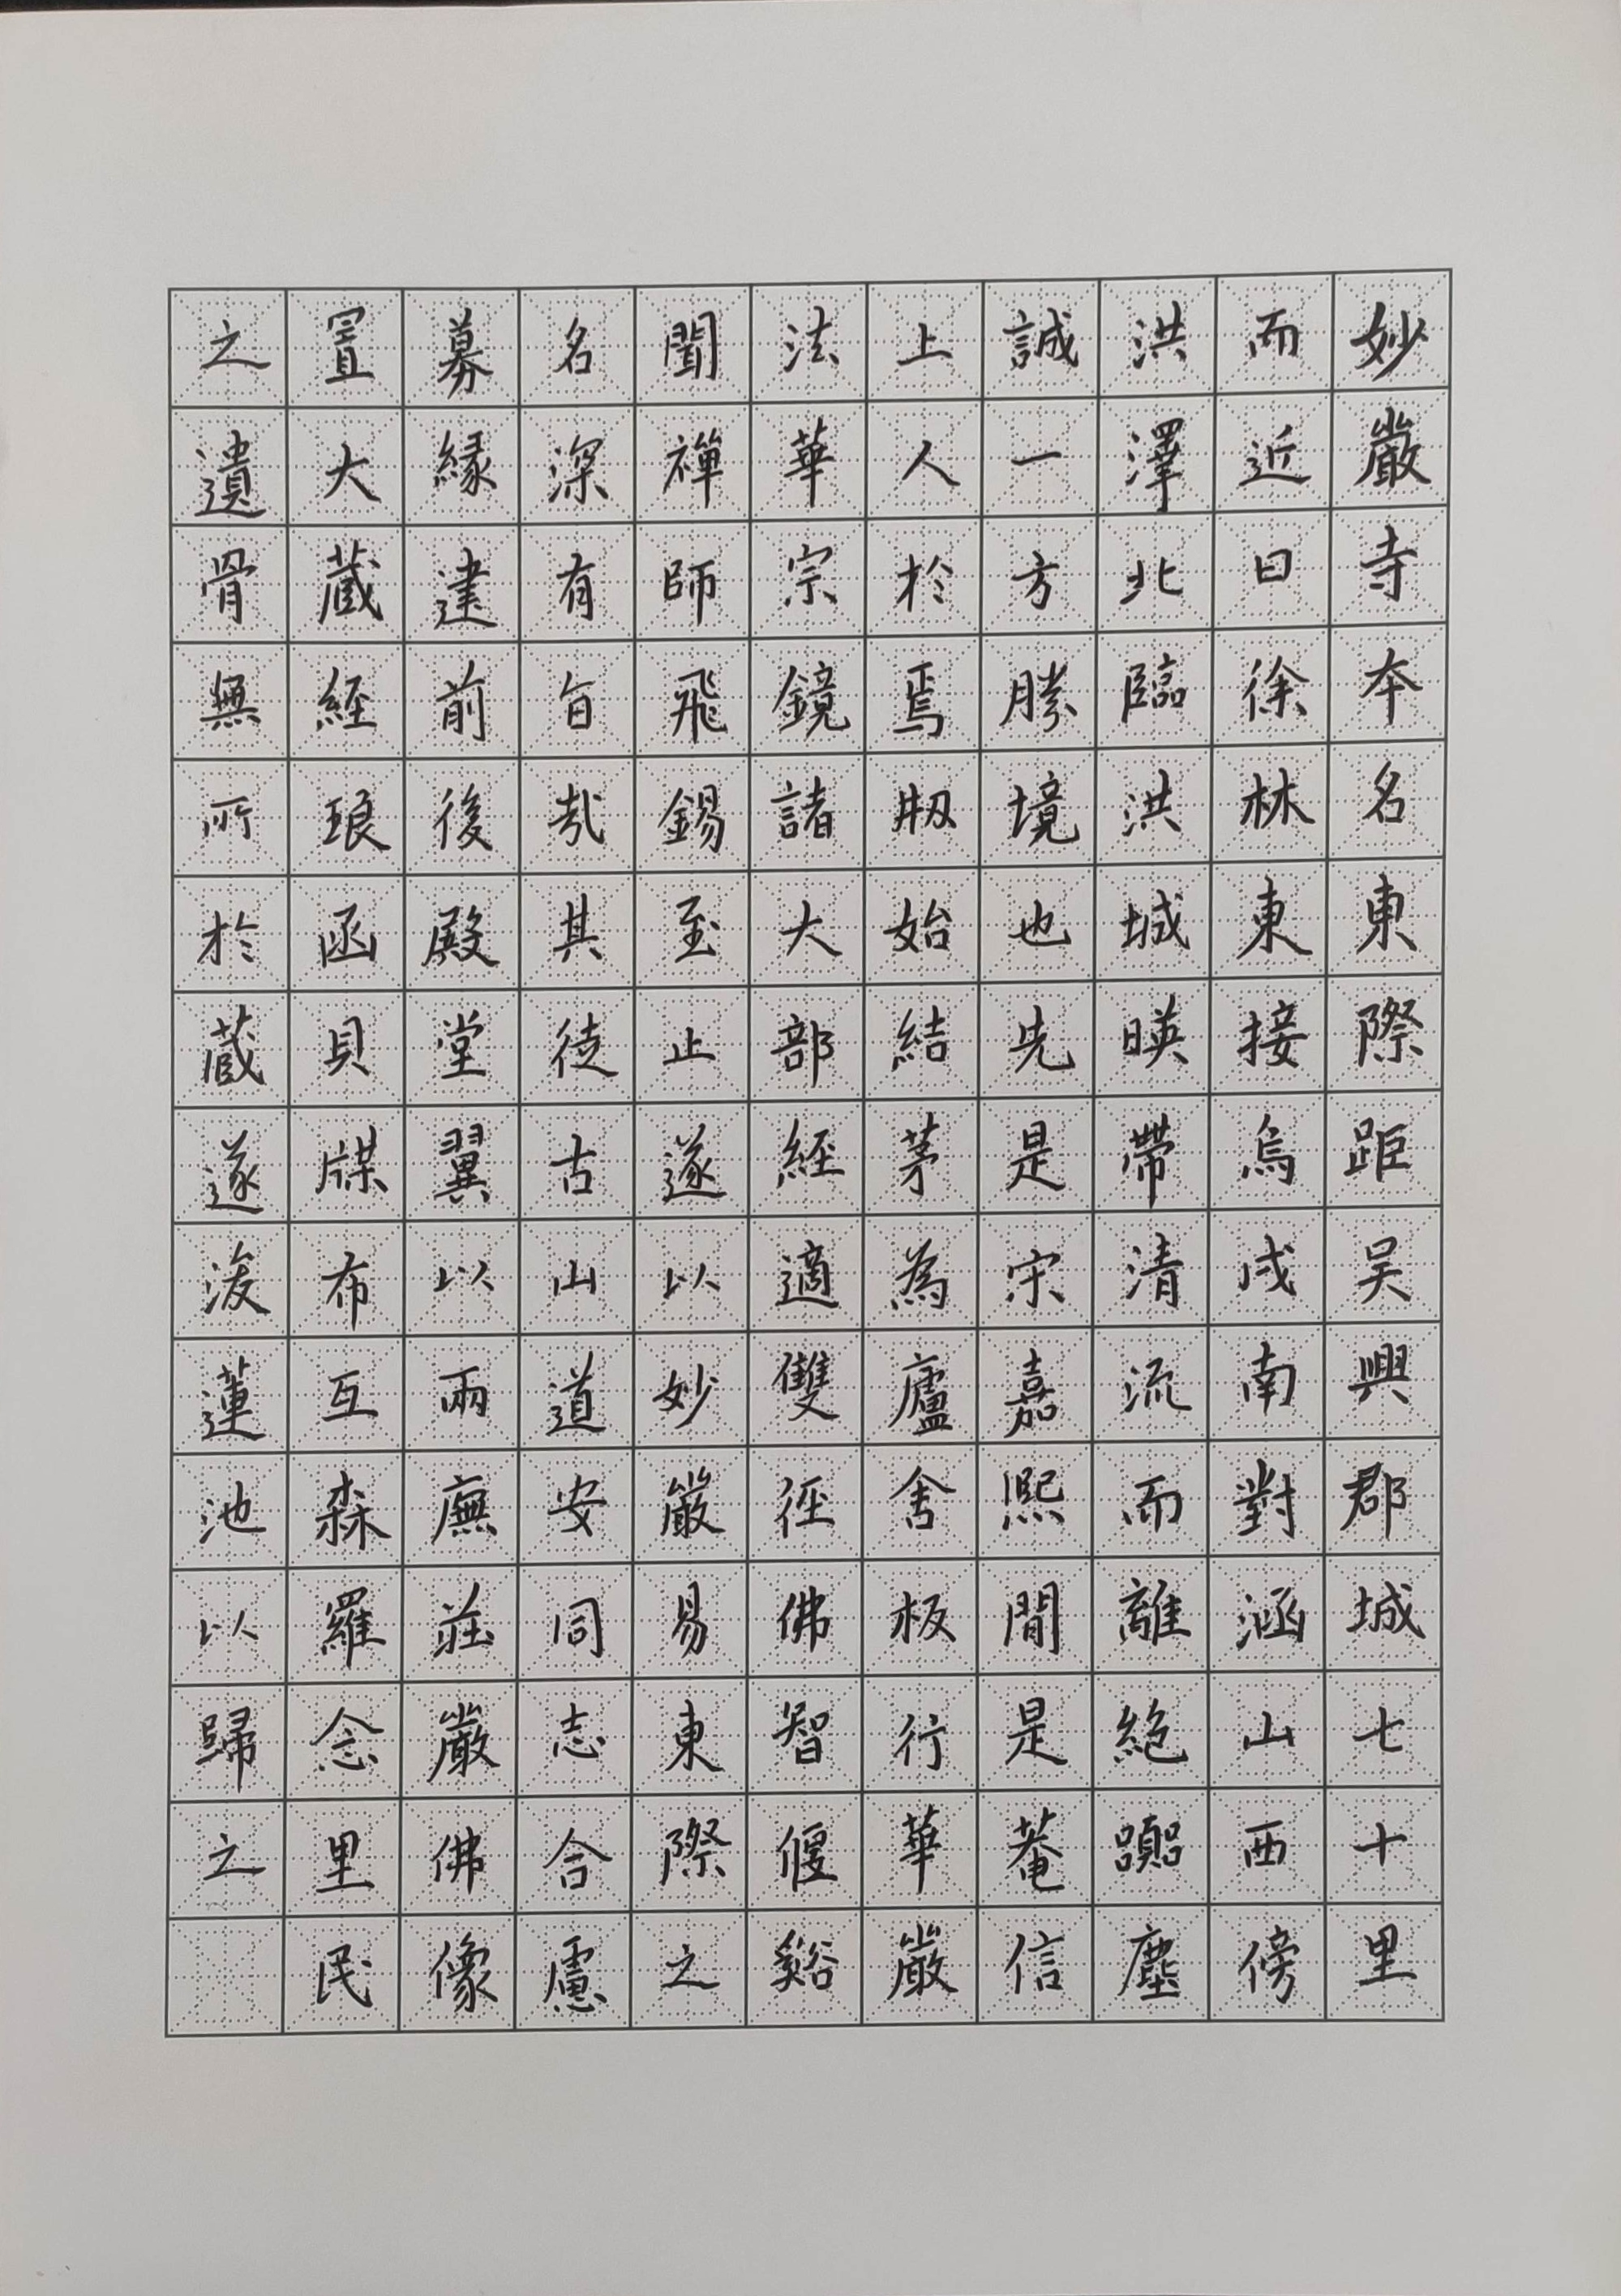 妙嚴寺本名東際距吴興郡城七十里
而近曰徐林東接烏戍南對涵山西傍
洪澤北臨洪城暎帶清流而離絶囂塵
誠一方勝境也先是宋嘉熙間是菴信
上人於焉刱始結茅為廬舍板行華嚴
法華宗鏡諸大部經適雙徑佛智偃谿
聞禪師飛錫至止遂以妙嚴易東際之
名深有旨哉其徒古山道安同志合慮
募緣建前後殿堂翼以兩廡莊嚴佛像
置大蔵經琅函貝牒布互森羅念里民
之遺骨無所於蔵遂浚蓮池以歸之